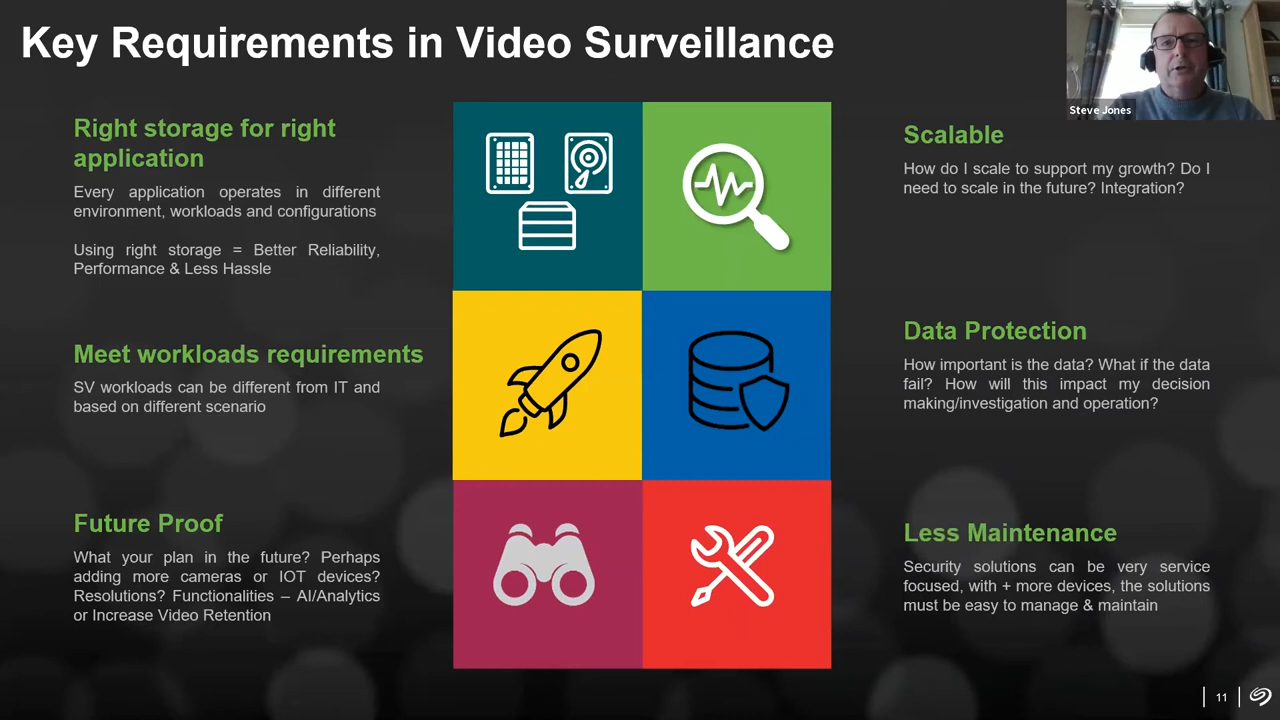 Key Requirements in Video Surveillance
Steve Jones
Right storage for right
application
Every application operates in different
environment, workloads and configurations
Using right storage = Better Reliability,
Performance & Less Hassle
Meet workloads requirements
SV workloads can be different from IT and
based on different scenario
Future Proof
What your plan in the future? Perhaps
adding more cameras or IOT devices?
Resolutions? Functionalities – AI/Analytics
or Increase Video Retention
Scalable
How do I scale to support my growth? Do I
need to scale in the future? Integration?
Data Protection
How important is the data? What if the data
fail? How will this impact my decision
making/investigation and operation?
Less Maintenance
Security solutions can be very service
focused, with + more devices, the solutions
must be easy to manage & maintain
11